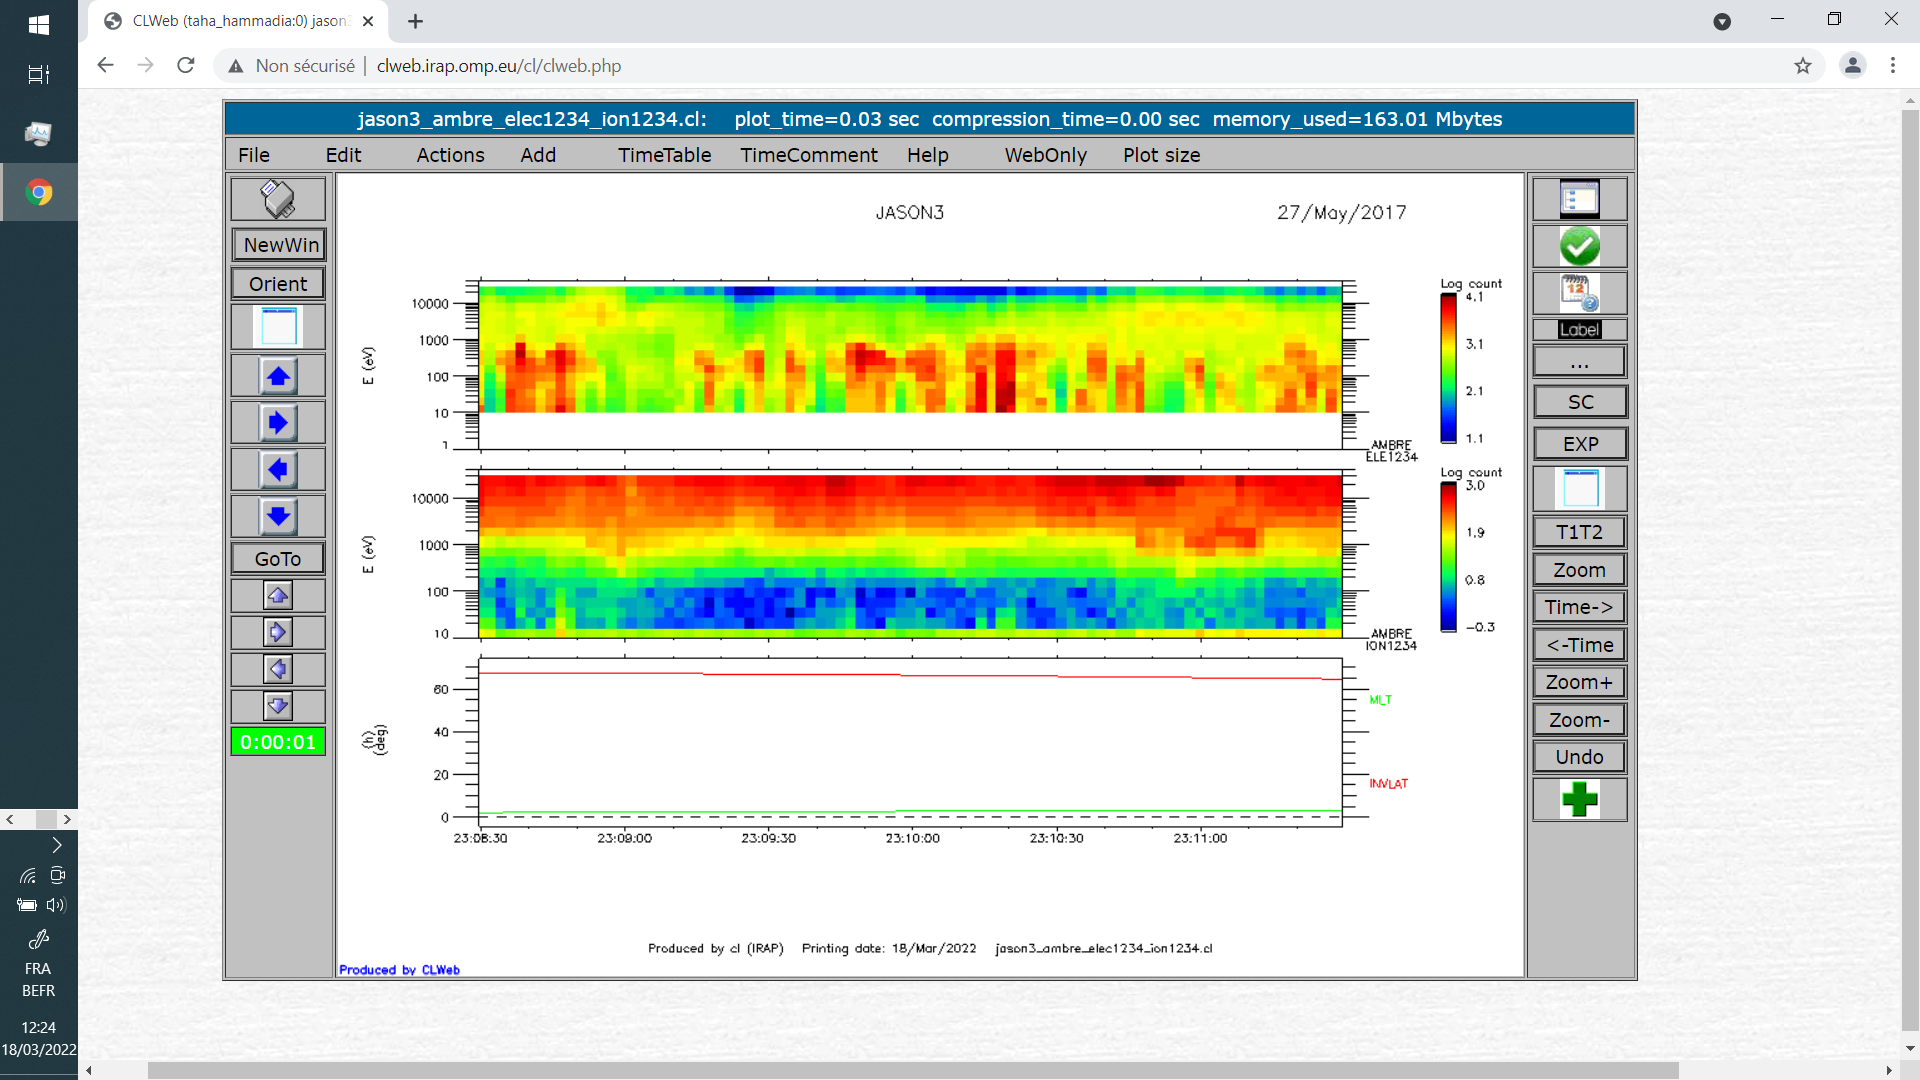 CLWeb (taha_hammadia:0) jason
Non sécurisé | clweb.irap.omp.eu/cl/clweb.php
jason3_ambre_elec1234_ion1234.cl: plot_time=0.03 sec compression_time=0.00 sec memory_used=163.01 Mbytes
File Edit Actions Add TimeTable TimeComment Help WebOnly Plot size
NewWin
Orient
GoTo
0:00:01
JASON3 27/May/2017
E (eV)
10000
1000
100
10
1
Log count
4.1
3.1
2.1
1.1
AMBRE
ELE1234
E (eV)
10000
1000
100
10
Log count
3.0
1.9
0.8
-0.3
AMBRE
ION1234
(h)
(deg)
60
40
20
0
MLT
INVLAT
23:08:30 23:09:00 23:09:30 23:10:00 23:10:30 23:11:00
Produced by cl (IRAP) Printing date: 18/Mar/2022 jason3_ambre_elec1234_ion1234.cl
Produced by CLWeb
12
Label
...
SC
EXP
T1T2
Zoom
Time->
<-Time
Zoom+
Zoom-
Undo
FRA
BEFR
12:24
18/03/2022